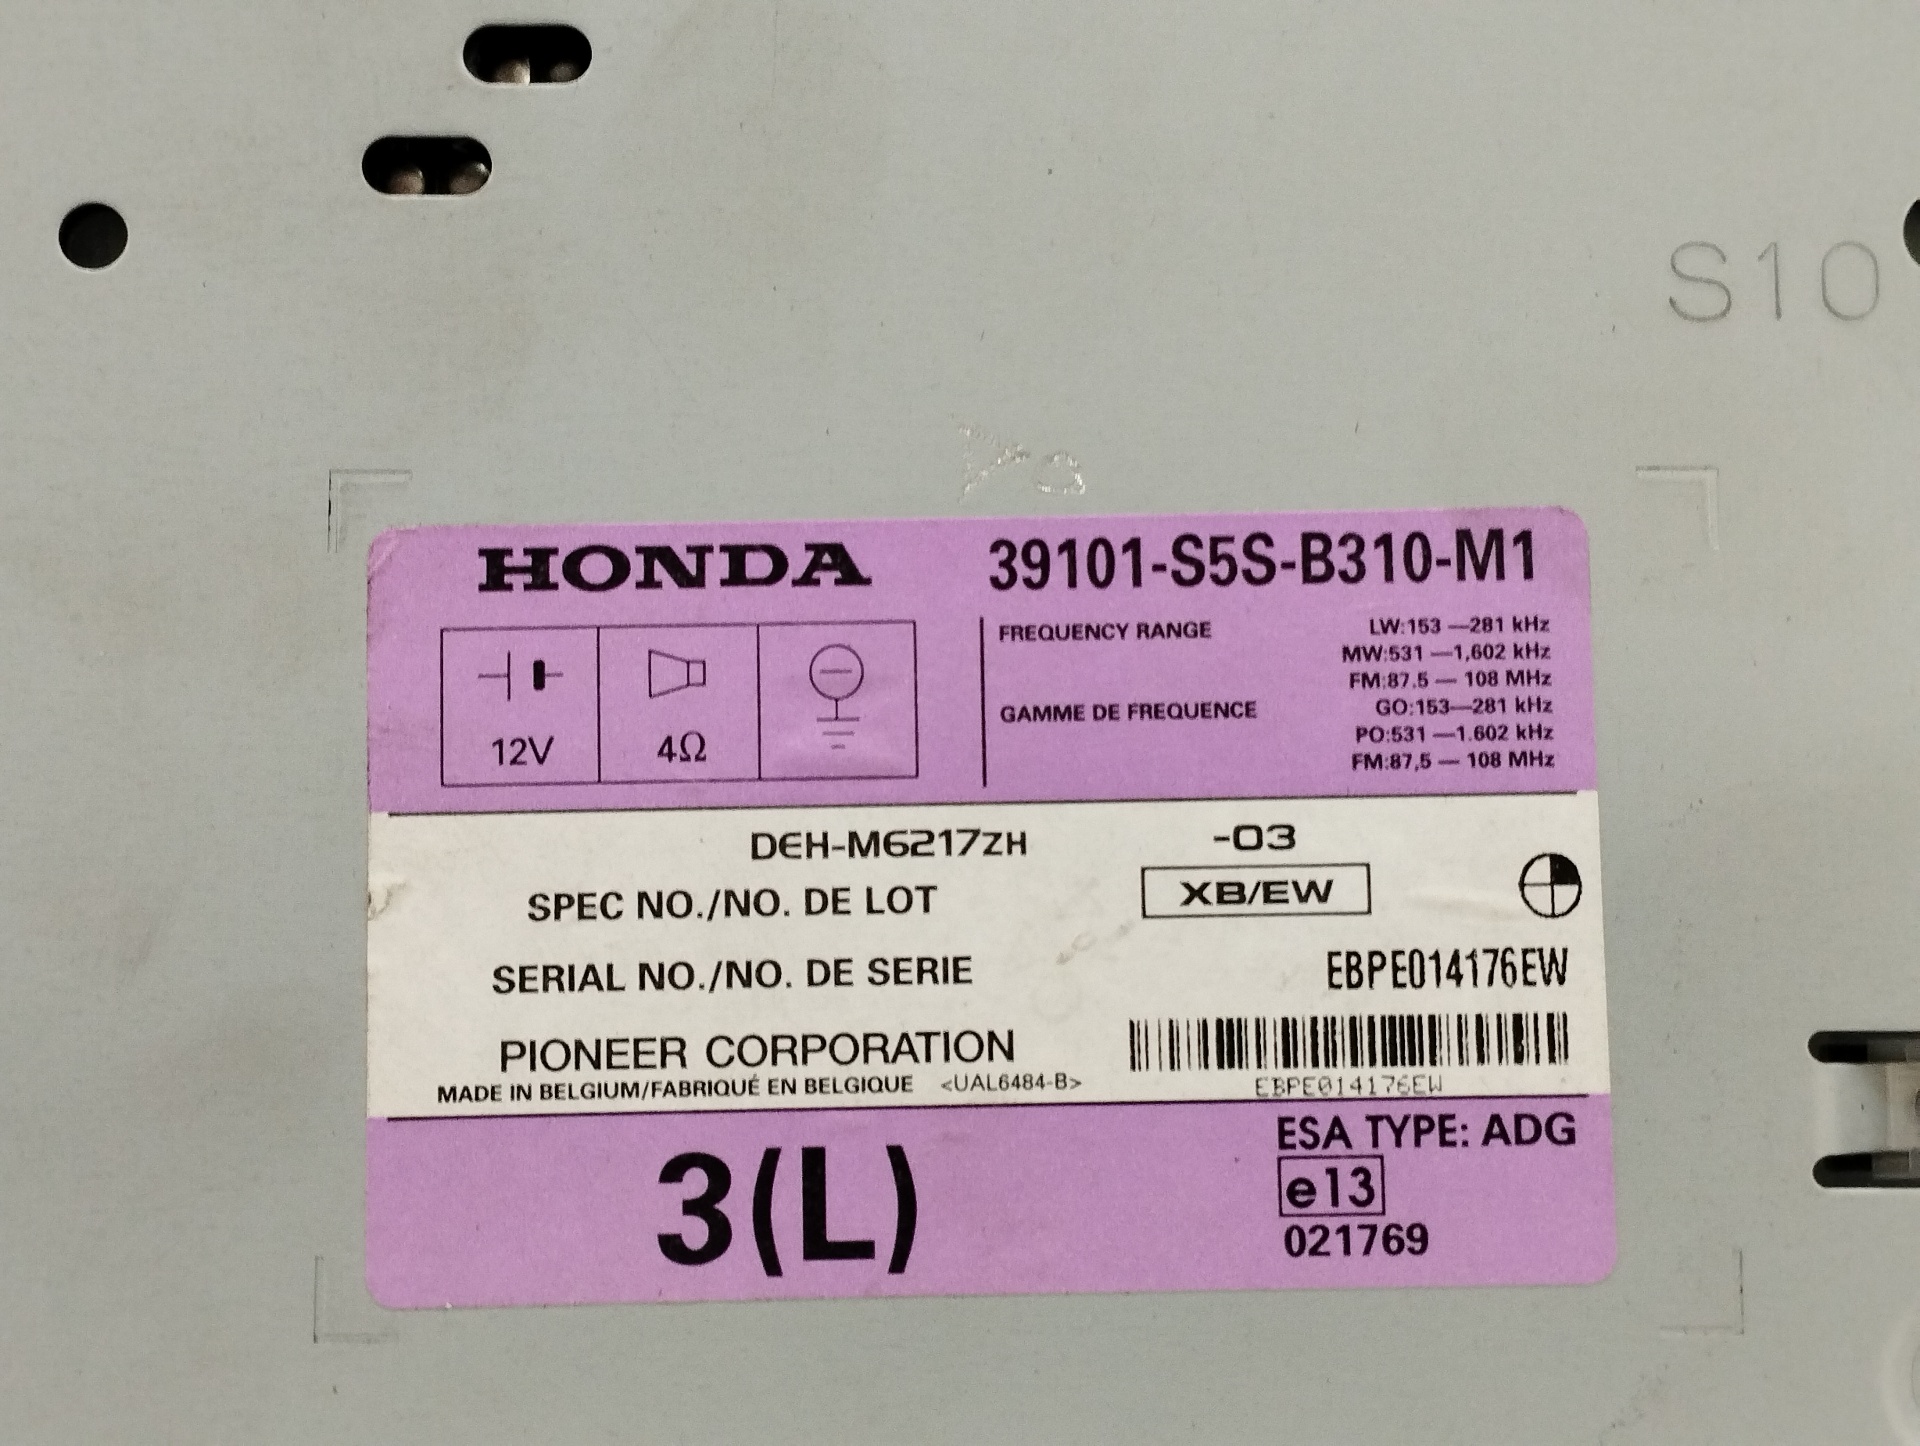 S10
HONDA 39101-S5S-B310-M1
FREQUENCY RANGE LW:153 —281 kHz
MW:531 —1,602 kHz
FM:87.5 — 108 MHz
GAMME DE FREQUENCE GO:153—281 kHz
PO:531 —1.602 kHz
FM:87,5 — 108 MHz
12V 4Ω
DEH-M6217ZH -03
SPEC NO./NO. DE LOT XB/EW
SERIAL NO./NO. DE SERIE EBPE014176EW
PIONEER CORPORATION
MADE IN BELGIUM/FABRIQUÉ EN BELGIQUE <UAL6484-B> EBPE014176EW
3(L) ESA TYPE: ADG
e13
021769